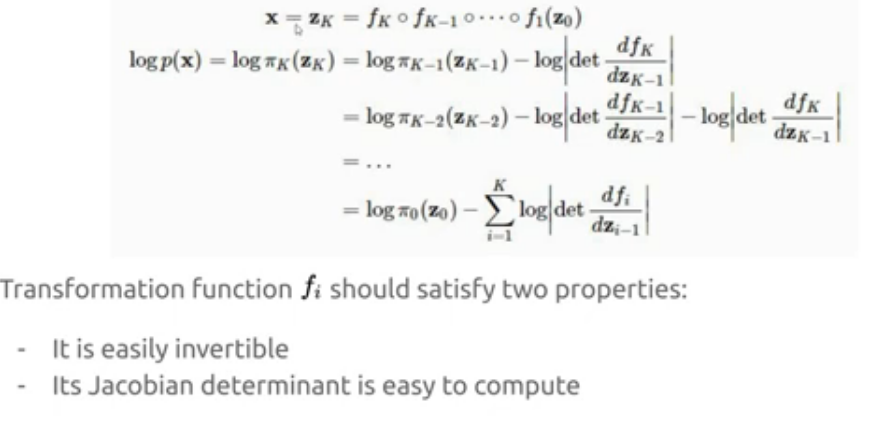 x = z_K = f_K ∘ f_{K−1} ∘ ⋯ ∘ f_1(z_0)
log p(x) = log π_K(z_K) = log π_{K−1}(z_{K−1}) − log|det df_K/dz_{K−1}|
= log π_{K−2}(z_{K−2}) − log|det df_{K−1}/dz_{K−2}| − log|det df_K/dz_{K−1}|
= ...
= log π_0(z_0) − ∑_{i=1}^{K} log|det df_i/dz_{i−1}|
Transformation function f_i should satisfy two properties:
- It is easily invertible
- Its Jacobian determinant is easy to compute